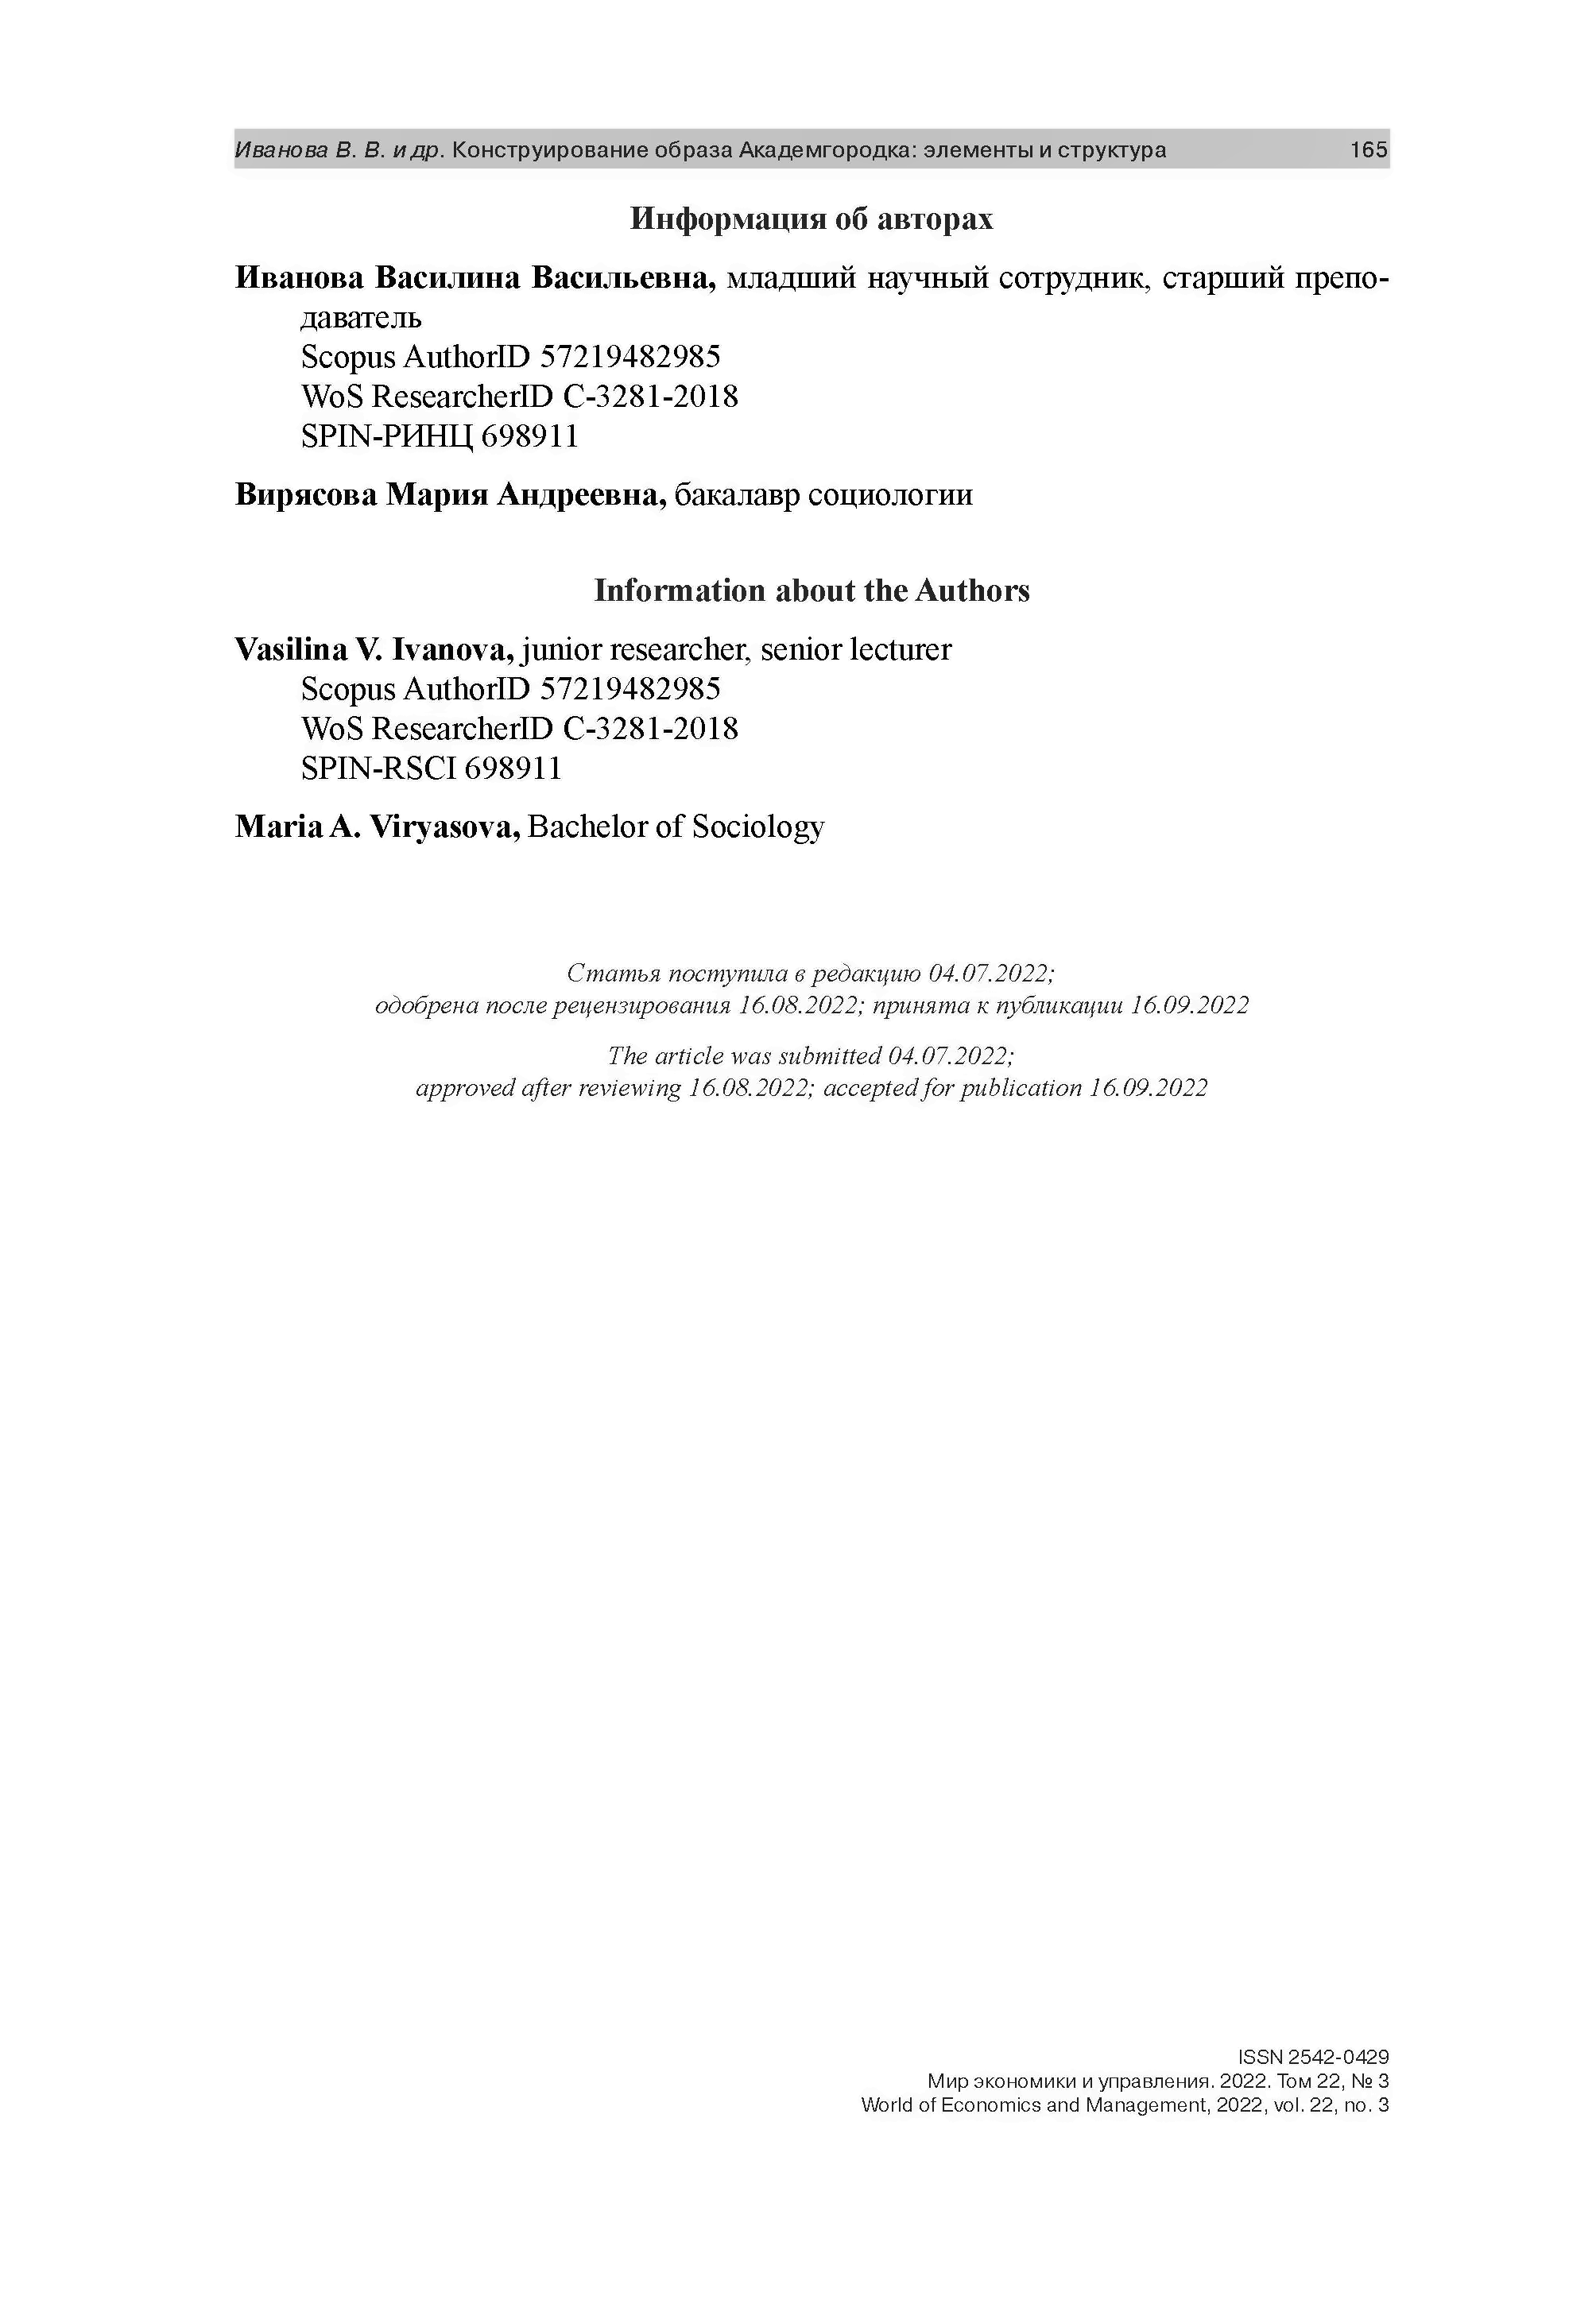 Иванова В. В. и др. Конструирование образа Академгородка: элементы и структура 165
Информация об авторах
Иванова Василина Васильевна, младший научный сотрудник, старший препо-
даватель
Scopus AuthorID 57219482985
WoS ResearcherID C-3281-2018
SPIN-РИНЦ 698911
Вирясова Мария Андреевна, бакалавр социологии
Information about the Authors
Vasilina V. Ivanova, junior researcher, senior lecturer
Scopus AuthorID 57219482985
WoS ResearcherID C-3281-2018
SPIN-RSCI 698911
Maria A. Viryasova, Bachelor of Sociology
Статья поступила в редакцию 04.07.2022;
одобрена после рецензирования 16.08.2022; принята к публикации 16.09.2022
The article was submitted 04.07.2022;
approved after reviewing 16.08.2022; accepted for publication 16.09.2022
ISSN 2542-0429
Мир экономики и управления. 2022. Том 22, № 3
World of Economics and Management, 2022, vol. 22, no. 3